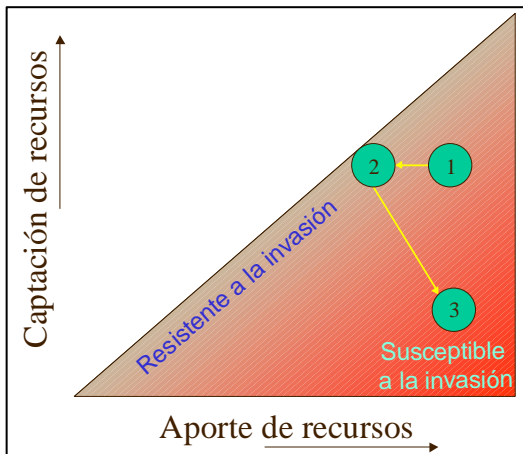 Captación de recursos
2
1
Resistente a la invasión
3
Susceptible
a la invasión
Aporte de recursos